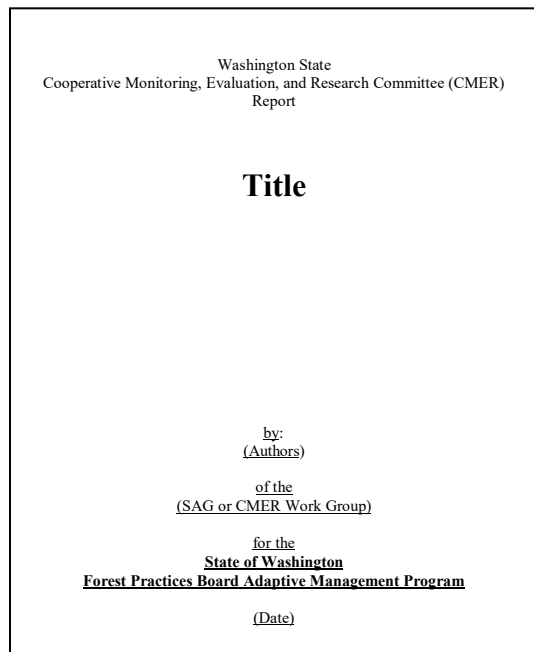 Washington State
Cooperative Monitoring, Evaluation, and Research Committee (CMER)
Report
Title
by:
(Authors)
of the
(SAG or CMER Work Group)
for the
State of Washington
Forest Practices Board Adaptive Management Program
(Date)